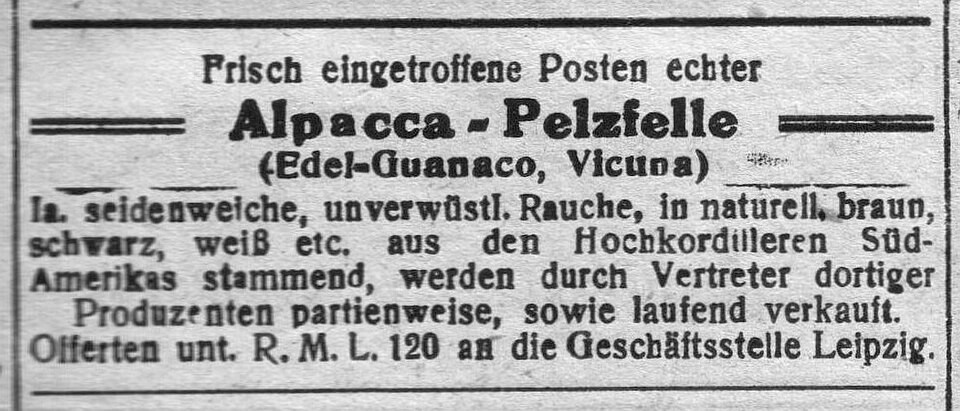 Frisch eingetroffene Posten echter
Alpacca - Pelzfelle
(Edel-Guanaco, Vicuna)
Ia. seidenweiche, unverwüstl. Rauche, in naturell, braun,
schwarz, weiß etc. aus den Hochkordilleren Süd-
Amerikas stammend, werden durch Vertreter dortiger
Produzenten partienweise, sowie laufend verkauft.
Offerten unt. R. M. L. 120 an die Geschäftsstelle Leipzig.